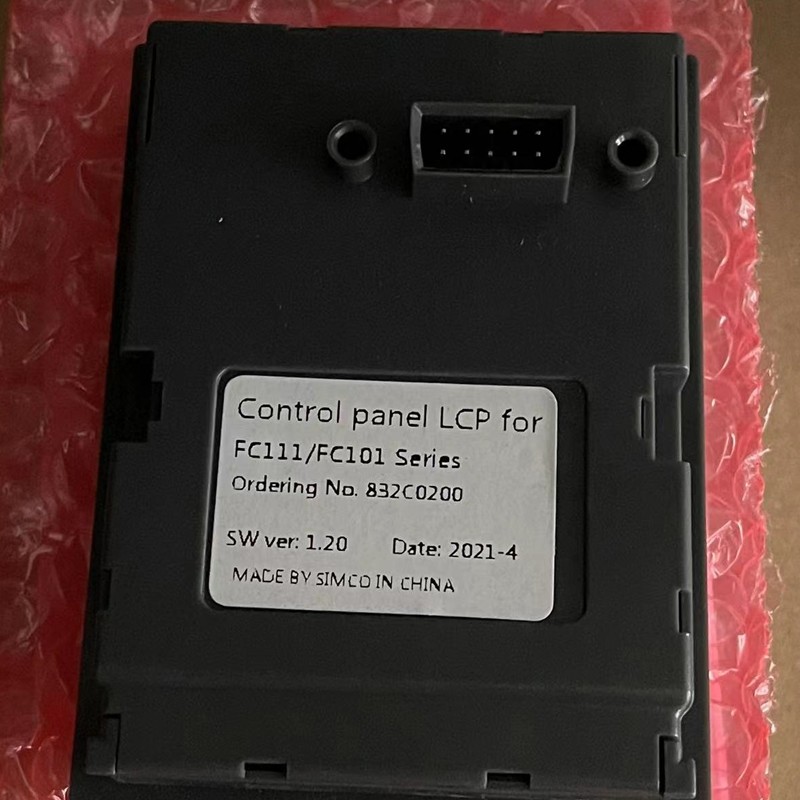 Control panel LCP for
FC111/FC101 Series
Ordering No. 832C0200
SW ver: 1.20 Date: 2021-4
MADE BY SIMCO IN CHINA